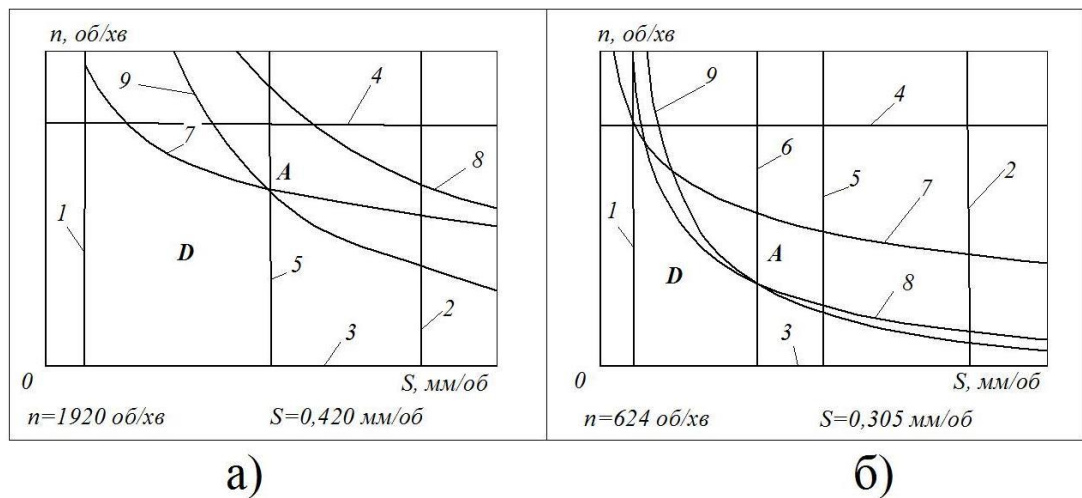 n, об/хв
9
4
7
A
8
1
D
5
2
3
0
S, мм/об
n=1920 об/хв
S=0,420 мм/об
а)
n, об/хв
9
4
6
5
2
7
1
A
D
8
3
0
S, мм/об
n=624 об/хв
S=0,305 мм/об
б)